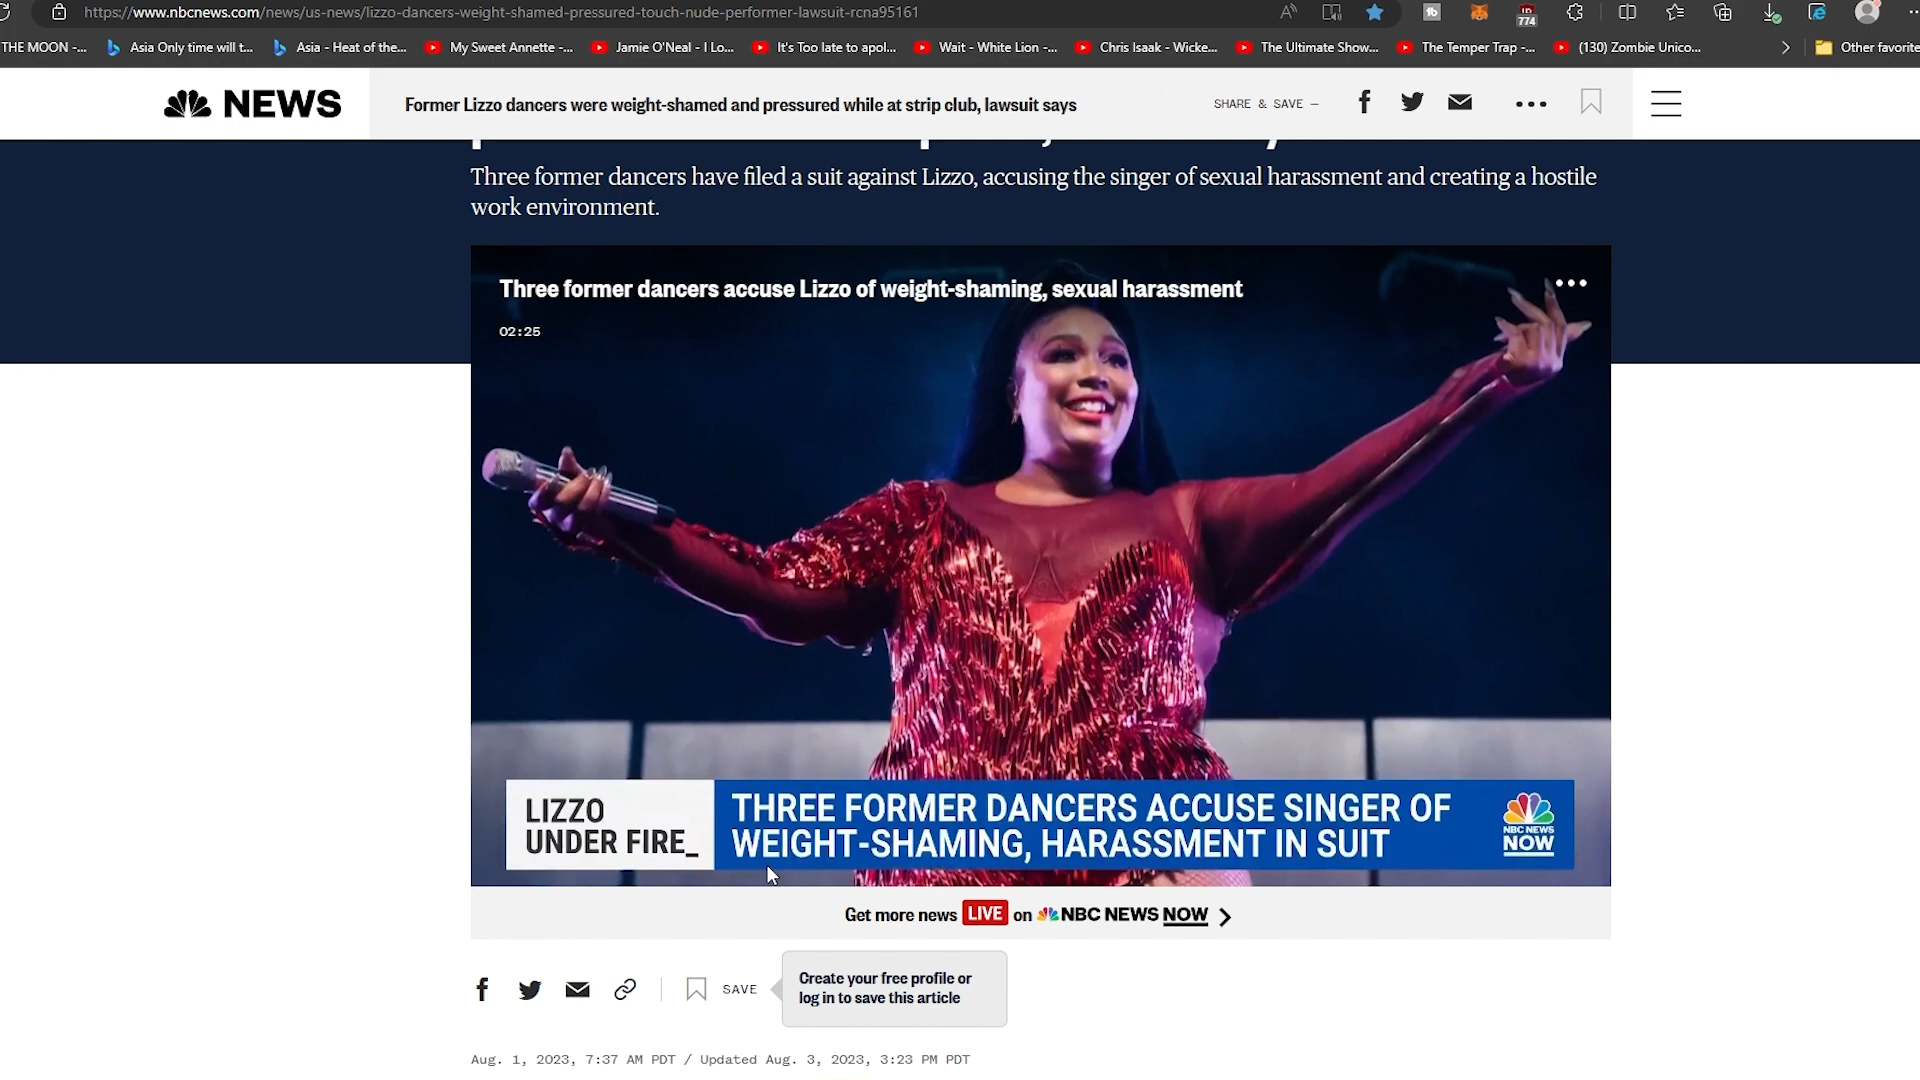 https://www.nbcnews.com/news/us-news/lizzo-dancers-weight-shamed-pressured-touch-nude-performer-lawsuit-rcna95161
774
THE MOON -...
Asia Only time will t...
Asia - Heat of the...
My Sweet Annette -...
Jamie O'Neal - I Lo...
It's Too late to apol...
Wait - White Lion -...
Chris Isaak - Wicke...
The Ultimate Show...
The Temper Trap -...
(130) Zombie Unico...
Other favorite
NEWS
Former Lizzo dancers were weight-shamed and pressured while at strip club, lawsuit says
SHARE & SAVE —
Three former dancers have filed a suit against Lizzo, accusing the singer of sexual harassment and creating a hostile
work environment.
Three former dancers accuse Lizzo of weight-shaming, sexual harassment
02:25
LIZZO
UNDER FIRE_
THREE FORMER DANCERS ACCUSE SINGER OF
WEIGHT-SHAMING, HARASSMENT IN SUIT
NBC NEWS
NOW
Get more news LIVE on NBC NEWS NOW
SAVE
Create your free profile or
log in to save this article
Aug. 1, 2023, 7:37 AM PDT / Updated Aug. 3, 2023, 3:23 PM PDT